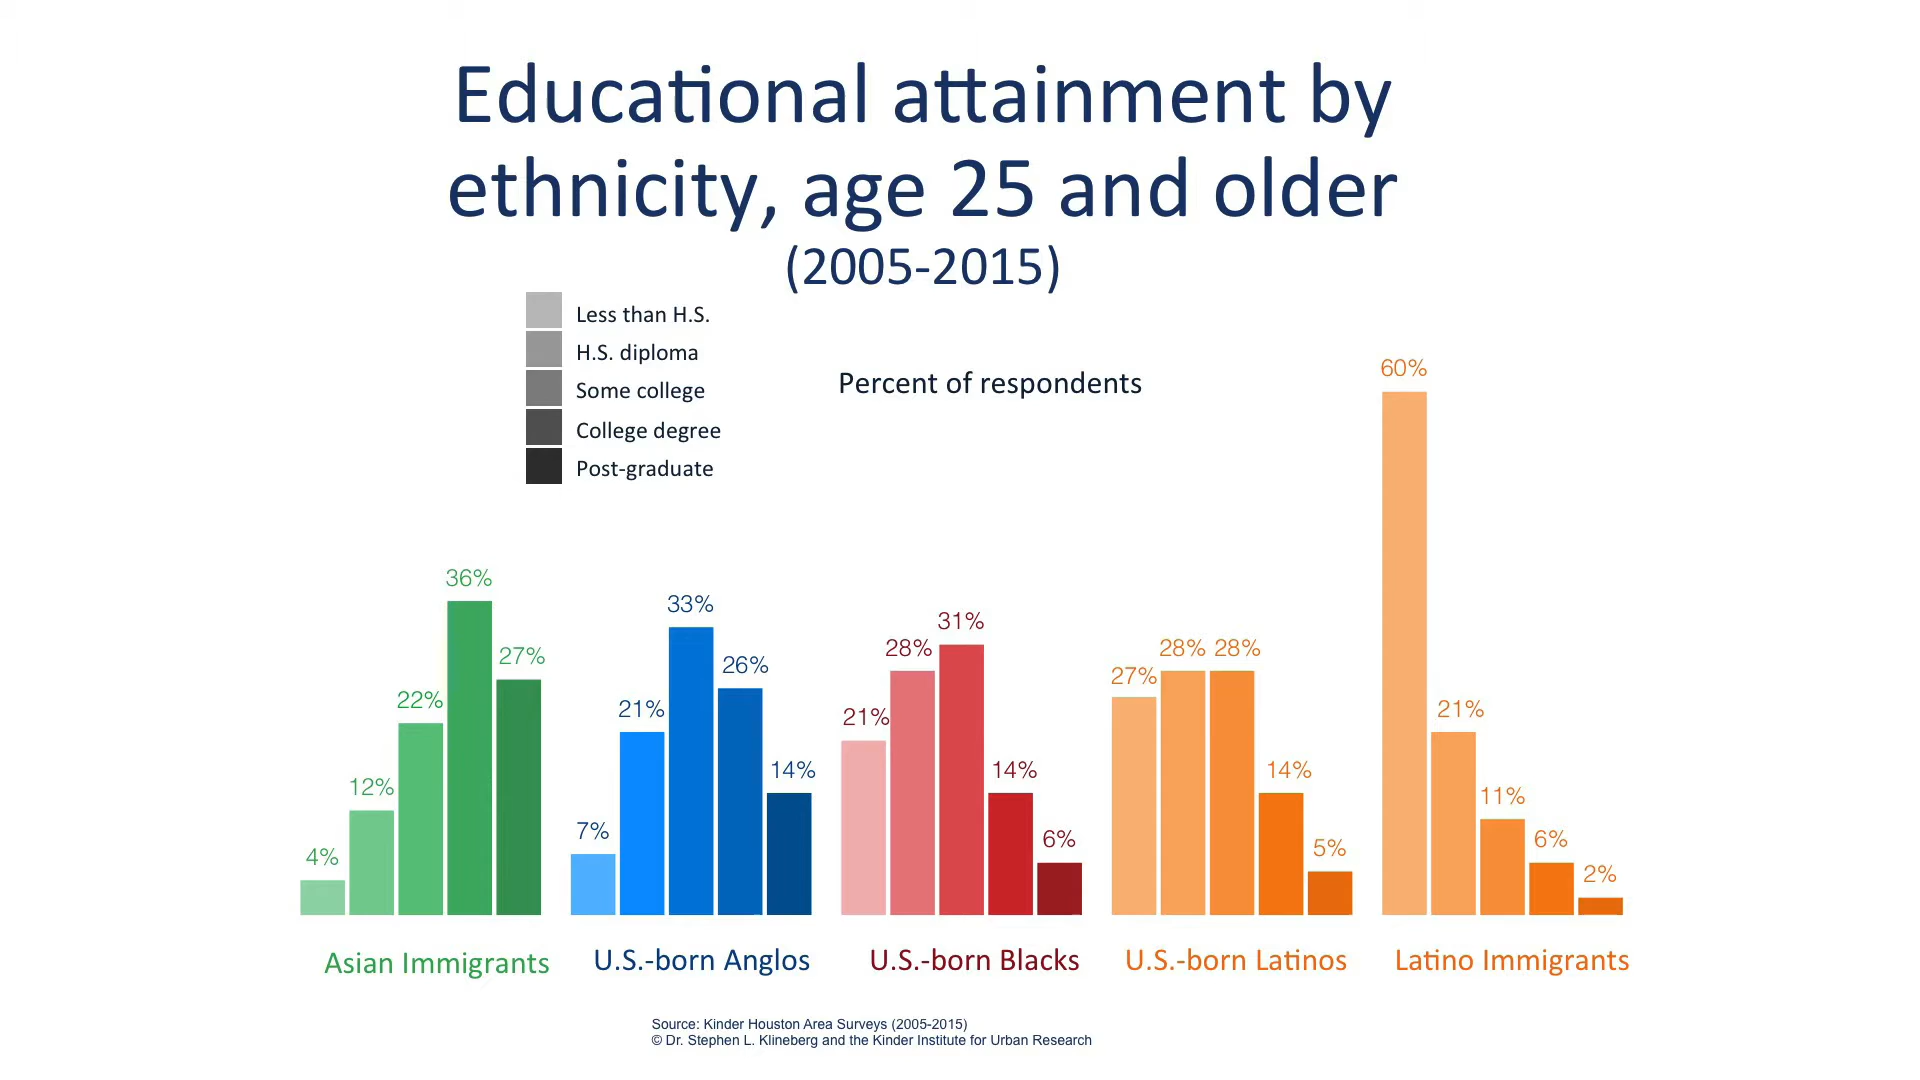 Educational attainment by
ethnicity, age 25 and older
(2005-2015)
Less than H.S.
H.S. diploma
Some college
College degree
Post-graduate
Percent of respondents
4%
12%
22%
36%
27%
7%
21%
33%
26%
14%
21%
28%
31%
14%
6%
27%
28%
28%
14%
5%
60%
21%
11%
6%
2%
Asian Immigrants
U.S.-born Anglos
U.S.-born Blacks
U.S.-born Latinos
Latino Immigrants
Source: Kinder Houston Area Surveys (2005-2015)
© Dr. Stephen L. Klineberg and the Kinder Institute for Urban Research